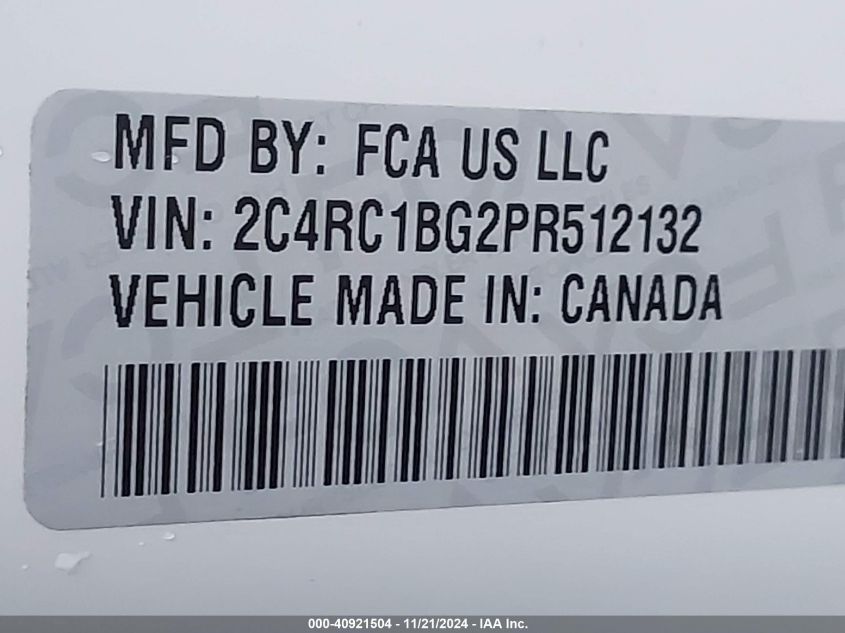 MFD BY: FCA US LLC
VIN: 2C4RC1BG2PR512132
VEHICLE MADE IN: CANADA
000-40921504 - 11/21/2024 - IAA Inc.